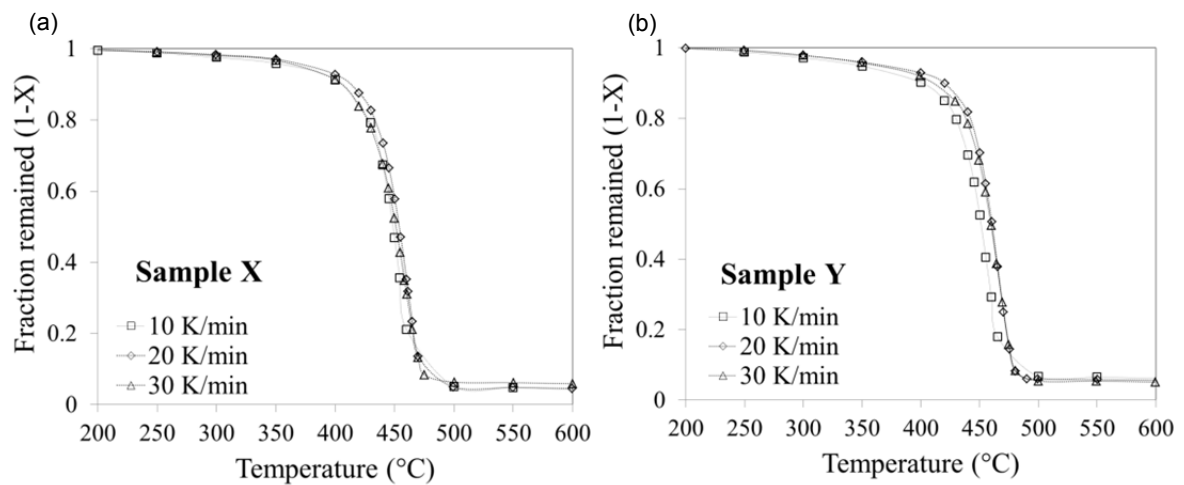 (a)
Fraction remained (1-X)
1
0.8
0.6
0.4
0.2
0
Sample X
10 K/min
20 K/min
30 K/min
200 250 300 350 400 450 500 550 600
Temperature (°C)
(b)
Fraction remained (1-X)
1
0.8
0.6
0.4
0.2
0
Sample Y
10 K/min
20 K/min
30 K/min
200 250 300 350 400 450 500 550 600
Temperature (°C)